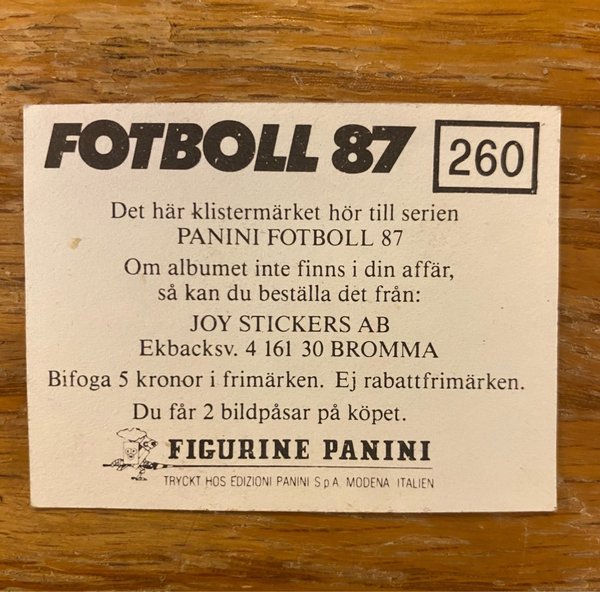 FOTBOLL 87 260
Det här klistermärket hör till serien
PANINI FOTBOLL 87
Om albumet inte finns i din affär,
så kan du beställa det från:
JOY STICKERS AB
Ekbacksv. 4 161 30 BROMMA
Bifoga 5 kronor i frimärken. Ej rabattfrimärken.
Du får 2 bildpåsar på köpet.
FIGURINE PANINI
TRYCKT HOS EDIZIONI PANINI S.p.A. MODENA ITALIEN